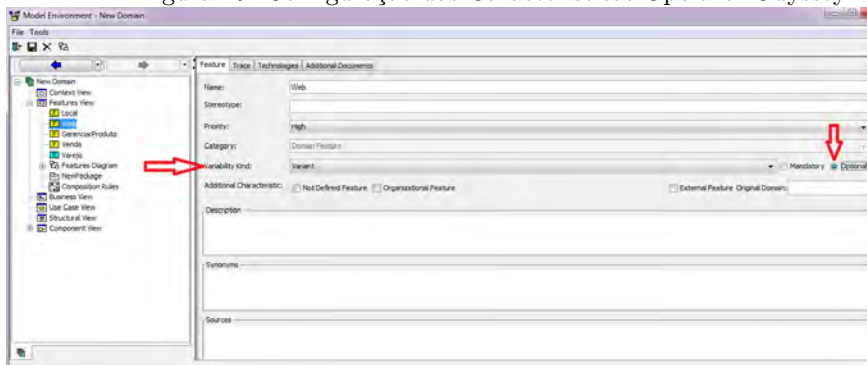 Model Environment - New Domain
File Tools
New Domain
Context View
Features View
Local
Web
GerenciarProduto
Venda
Varejo
Features Diagram
NewPackage
Composition Rules
Business View
Use Case View
Structural View
Component View
Feature Trace Technologies Additional Documents
Name: Web
Stereotype:
Priority: High
Category: Domain Feature
Variability Kind: Variant Mandatory Optional
Additional Characteristic: Not Defined Feature Organizational Feature External Feature Original Domain:
Description
Synonyms
Sources